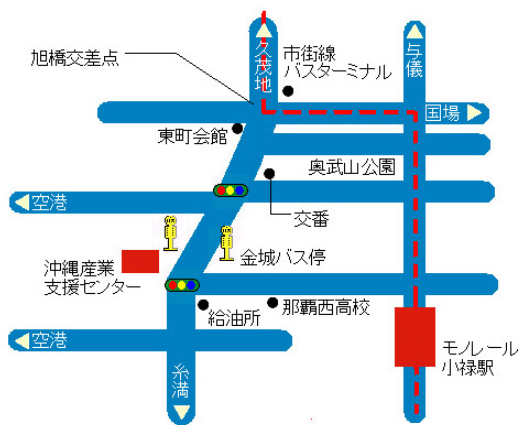 久茂地
与儀
旭橋交差点
市街線
バスターミナル
国場
東町会館
奥武山公園
空港
交番
金城バス停
沖縄産業
支援センター
給油所
那覇西高校
空港
糸満
モノレール
小禄駅